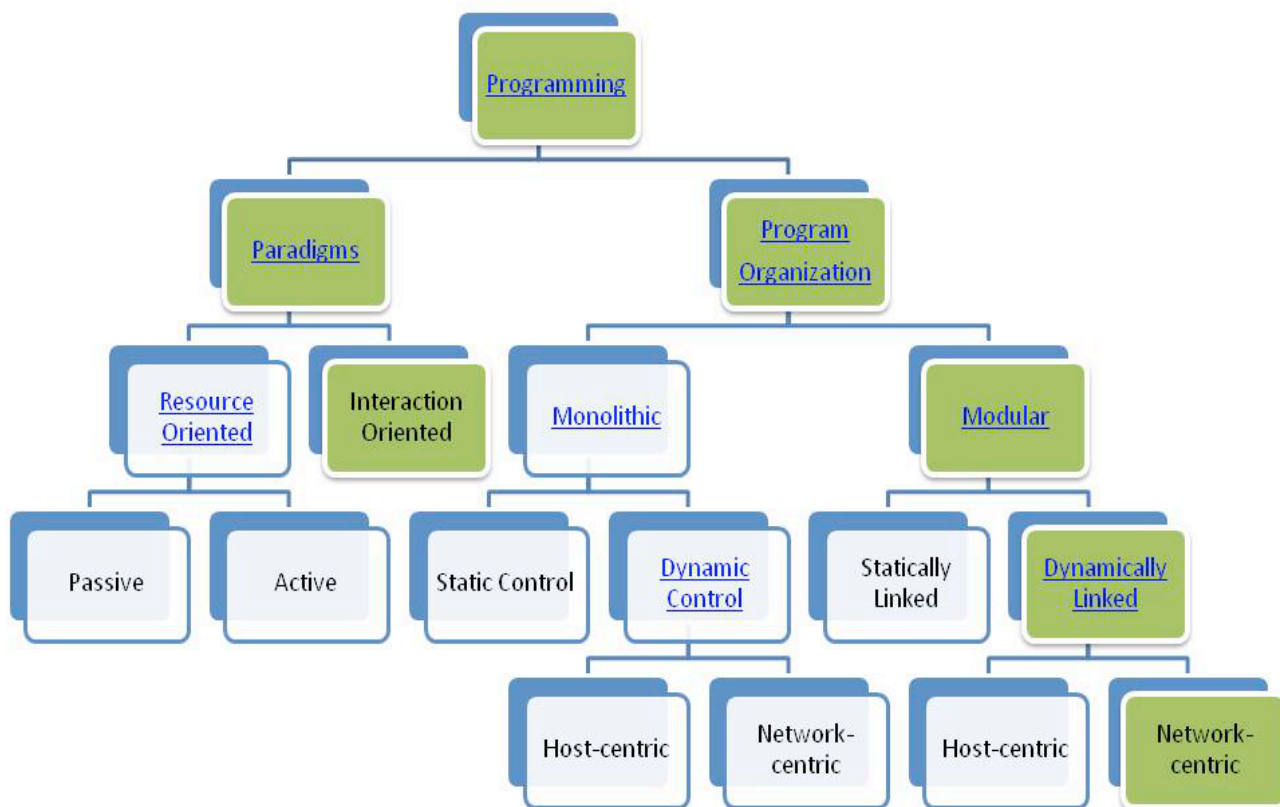 Programming
Paradigms
Program
Organization
Resource
Oriented
Interaction
Oriented
Monolithic
Modular
Passive
Active
Static Control
Dynamic
Control
Statically
Linked
Dynamically
Linked
Host-centric
Network-
centric
Host-centric
Network-
centric